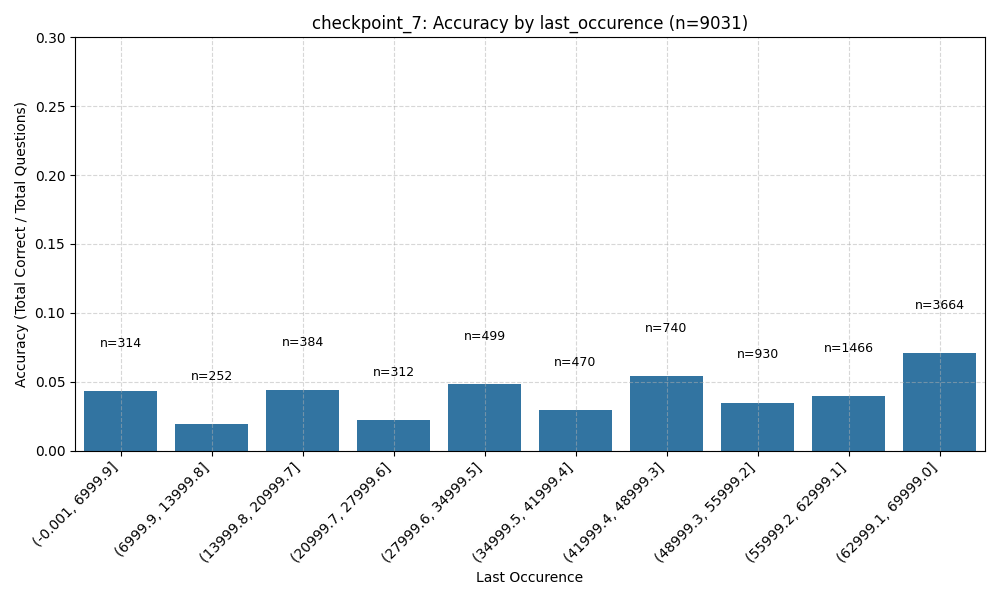 checkpoint_7: Accuracy by last_occurence (n=9031)
Accuracy (Total Correct / Total Questions)
0.30
0.25
0.20
0.15
0.10
0.05
0.00
n=314
n=252
n=384
n=312
n=499
n=470
n=740
n=930
n=1466
n=3664
(-0.001, 6999.9]
(6999.9, 13999.8]
(13999.8, 20999.7]
(20999.7, 27999.6]
(27999.6, 34999.5]
(34999.5, 41999.4]
(41999.4, 48999.3]
(48999.3, 55999.2]
(55999.2, 62999.1]
(62999.1, 69999.0]
Last Occurence